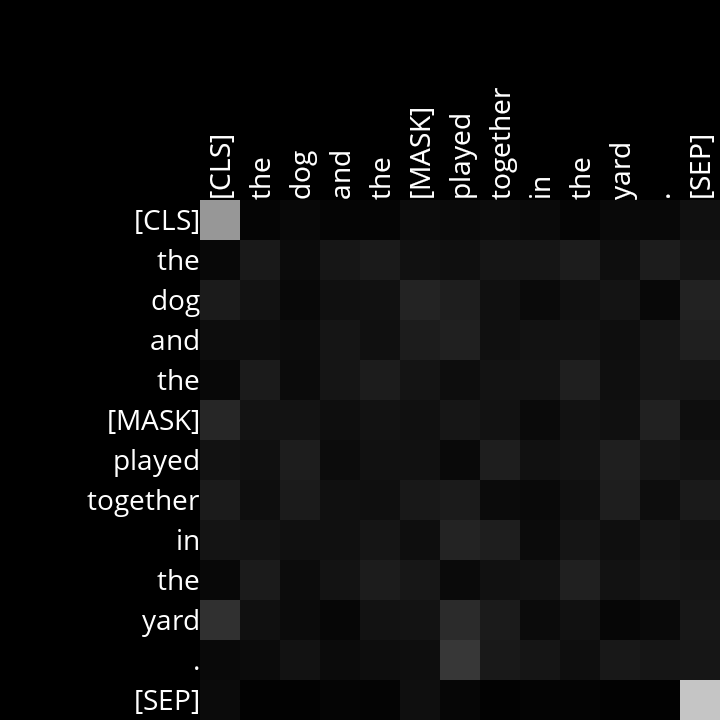 [CLS] the dog and the [MASK] played together in the yard . [SEP]
[CLS]
the
dog
and
the
[MASK]
played
together
in
the
yard
.
[SEP]